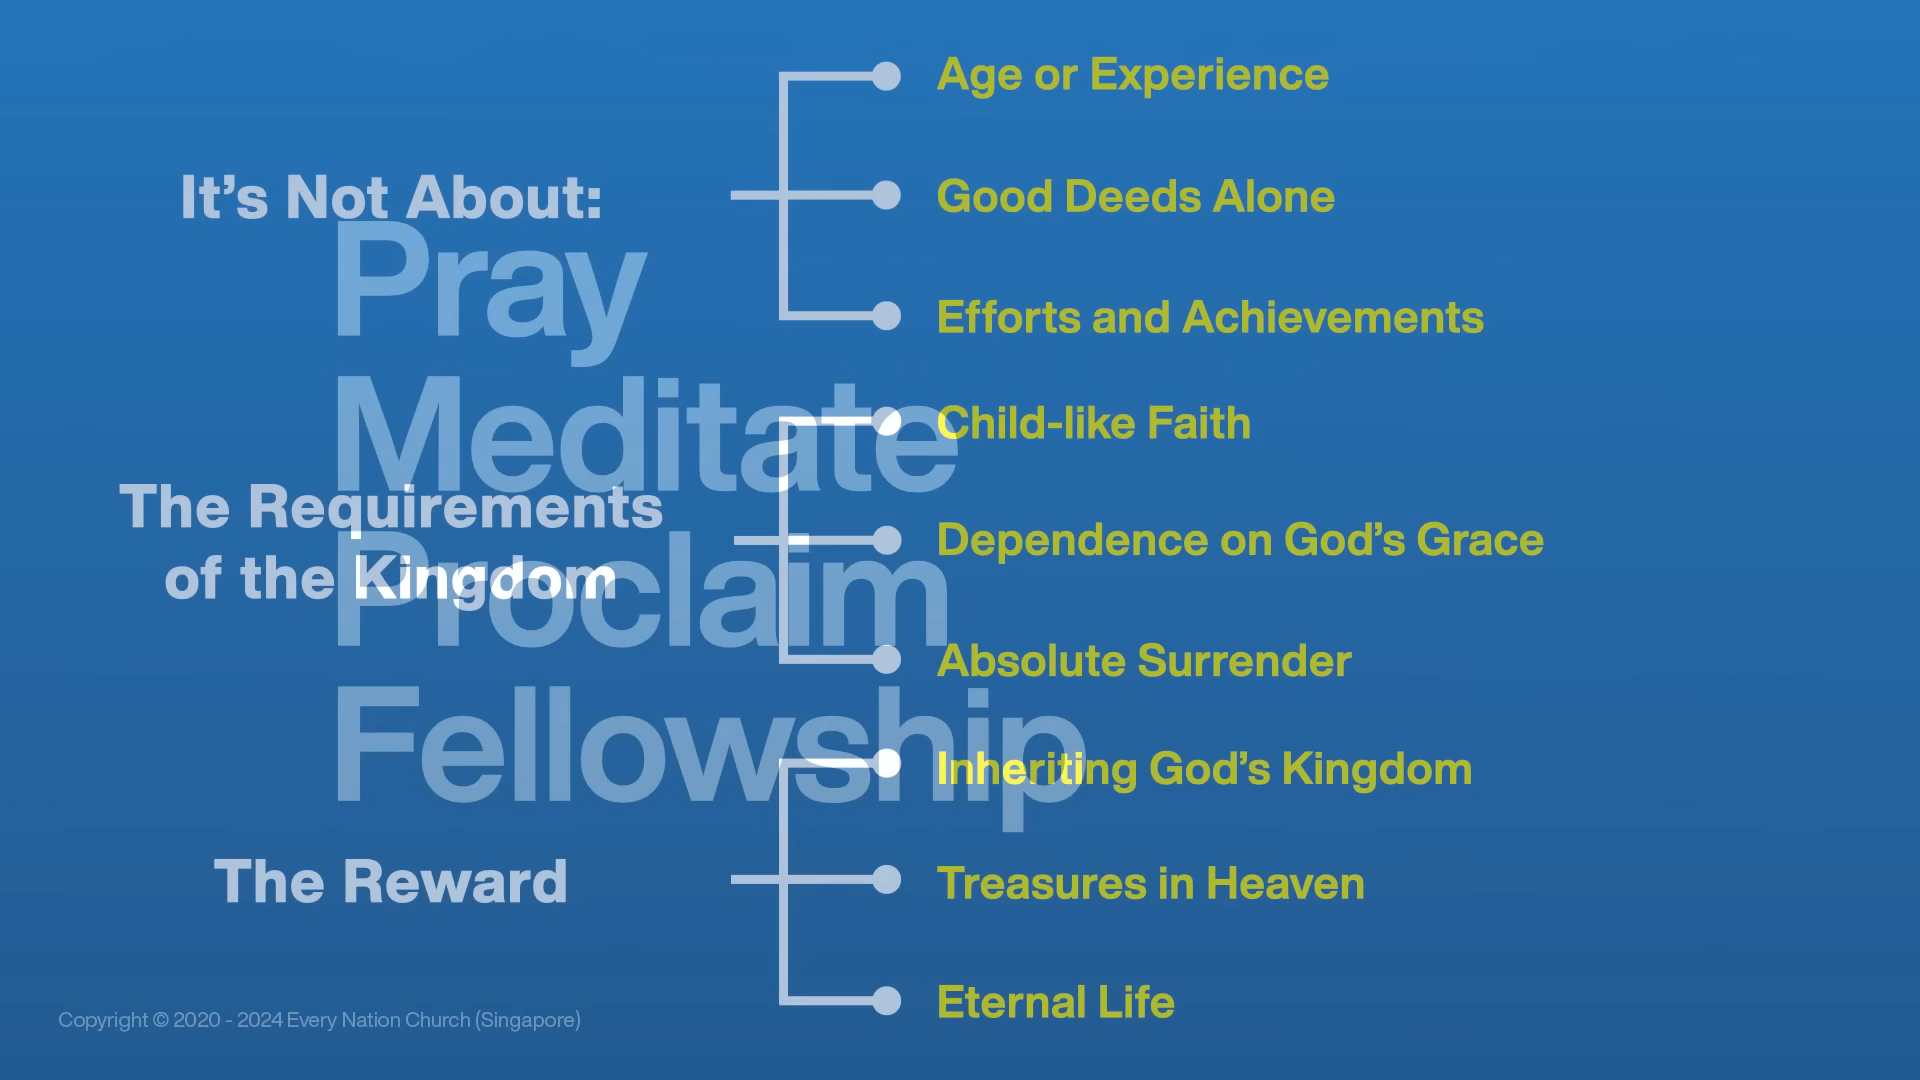 It's Not About:
Age or Experience
Good Deeds Alone
Efforts and Achievements
The Requirements
of the Kingdom
Child-like Faith
Dependence on God's Grace
Absolute Surrender
The Reward
Inheriting God's Kingdom
Treasures in Heaven
Eternal Life
Pray
Meditate
Proclaim
Fellowship
Copyright © 2020 - 2024 Every Nation Church (Singapore)